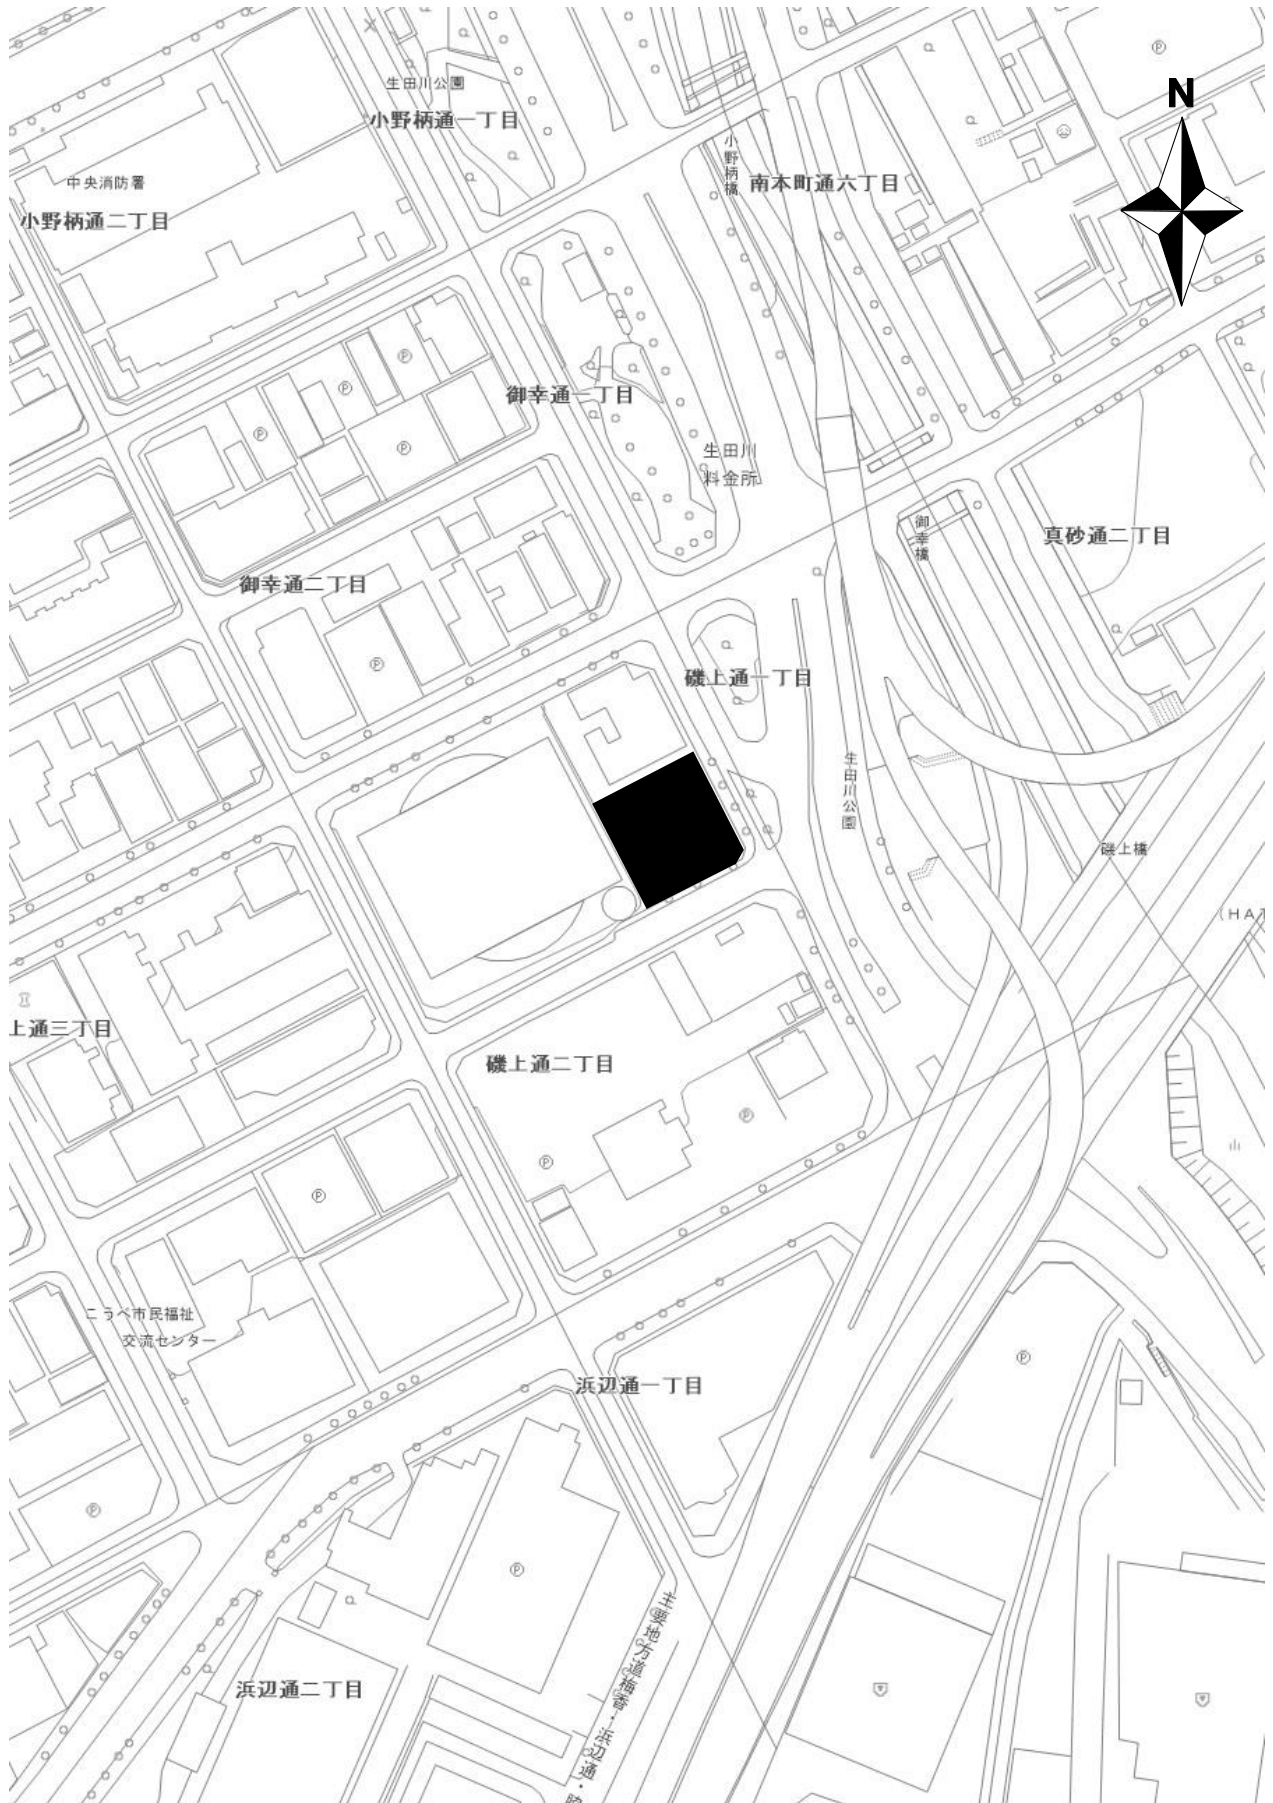 Ⓟ
N
生田川公園
小野柄通一丁目
小野柄橋
中央消防署
南本町通六丁目
小野柄通二丁目
Ⓟ
Ⓟ
御幸通一丁目
Ⓟ
Ⓟ
生田川
料金所
御幸橋
真砂通二丁目
御幸通二丁目
Ⓟ
磯上通一丁目
生田川公園
磯上橋
(HAT
上通三丁目
磯上通二丁目
Ⓟ
Ⓟ
Ⓟ
こうべ市民福祉
交流センター
Ⓟ
浜辺通一丁目
Ⓟ
Ⓟ
主要地方道梅香・浜辺通・脇
浜辺通二丁目